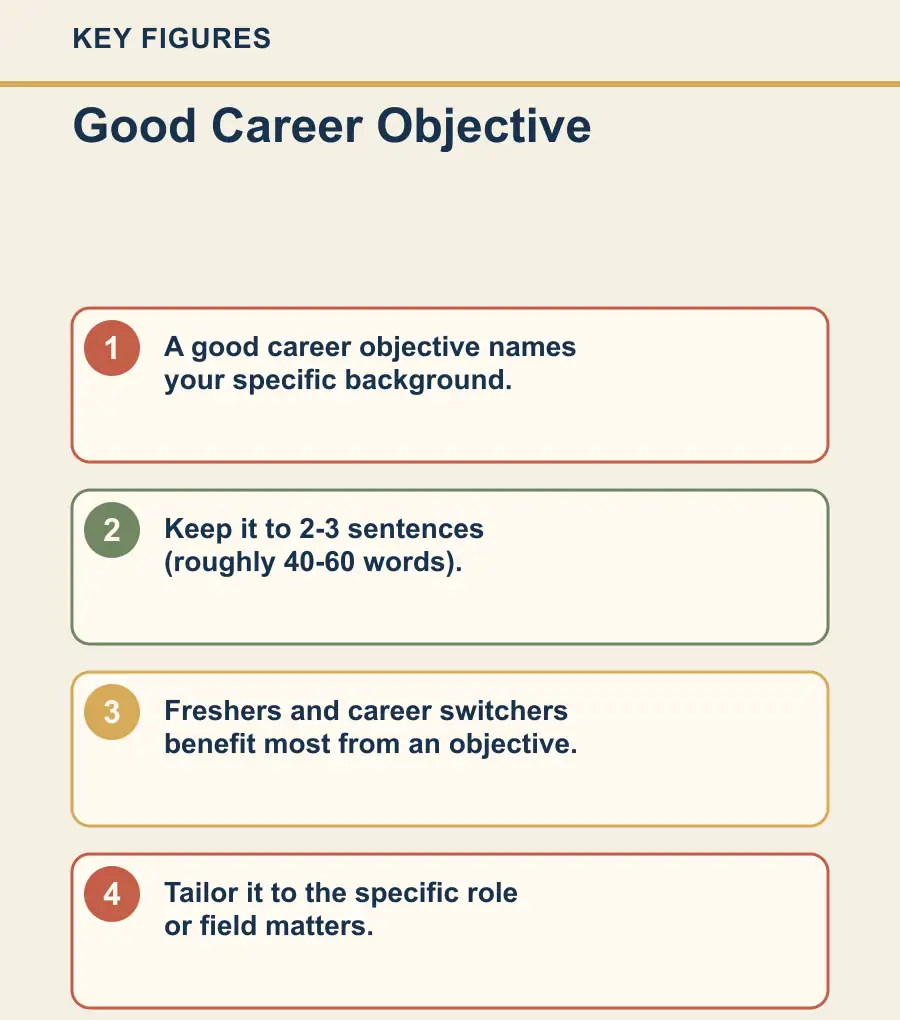 KEY FIGURES
Good Career Objective
1
A good career objective names
your specific background.
2
Keep it to 2-3 sentences
(roughly 40-60 words).
3
Freshers and career switchers
benefit most from an objective.
4
Tailor it to the specific role
or field matters.